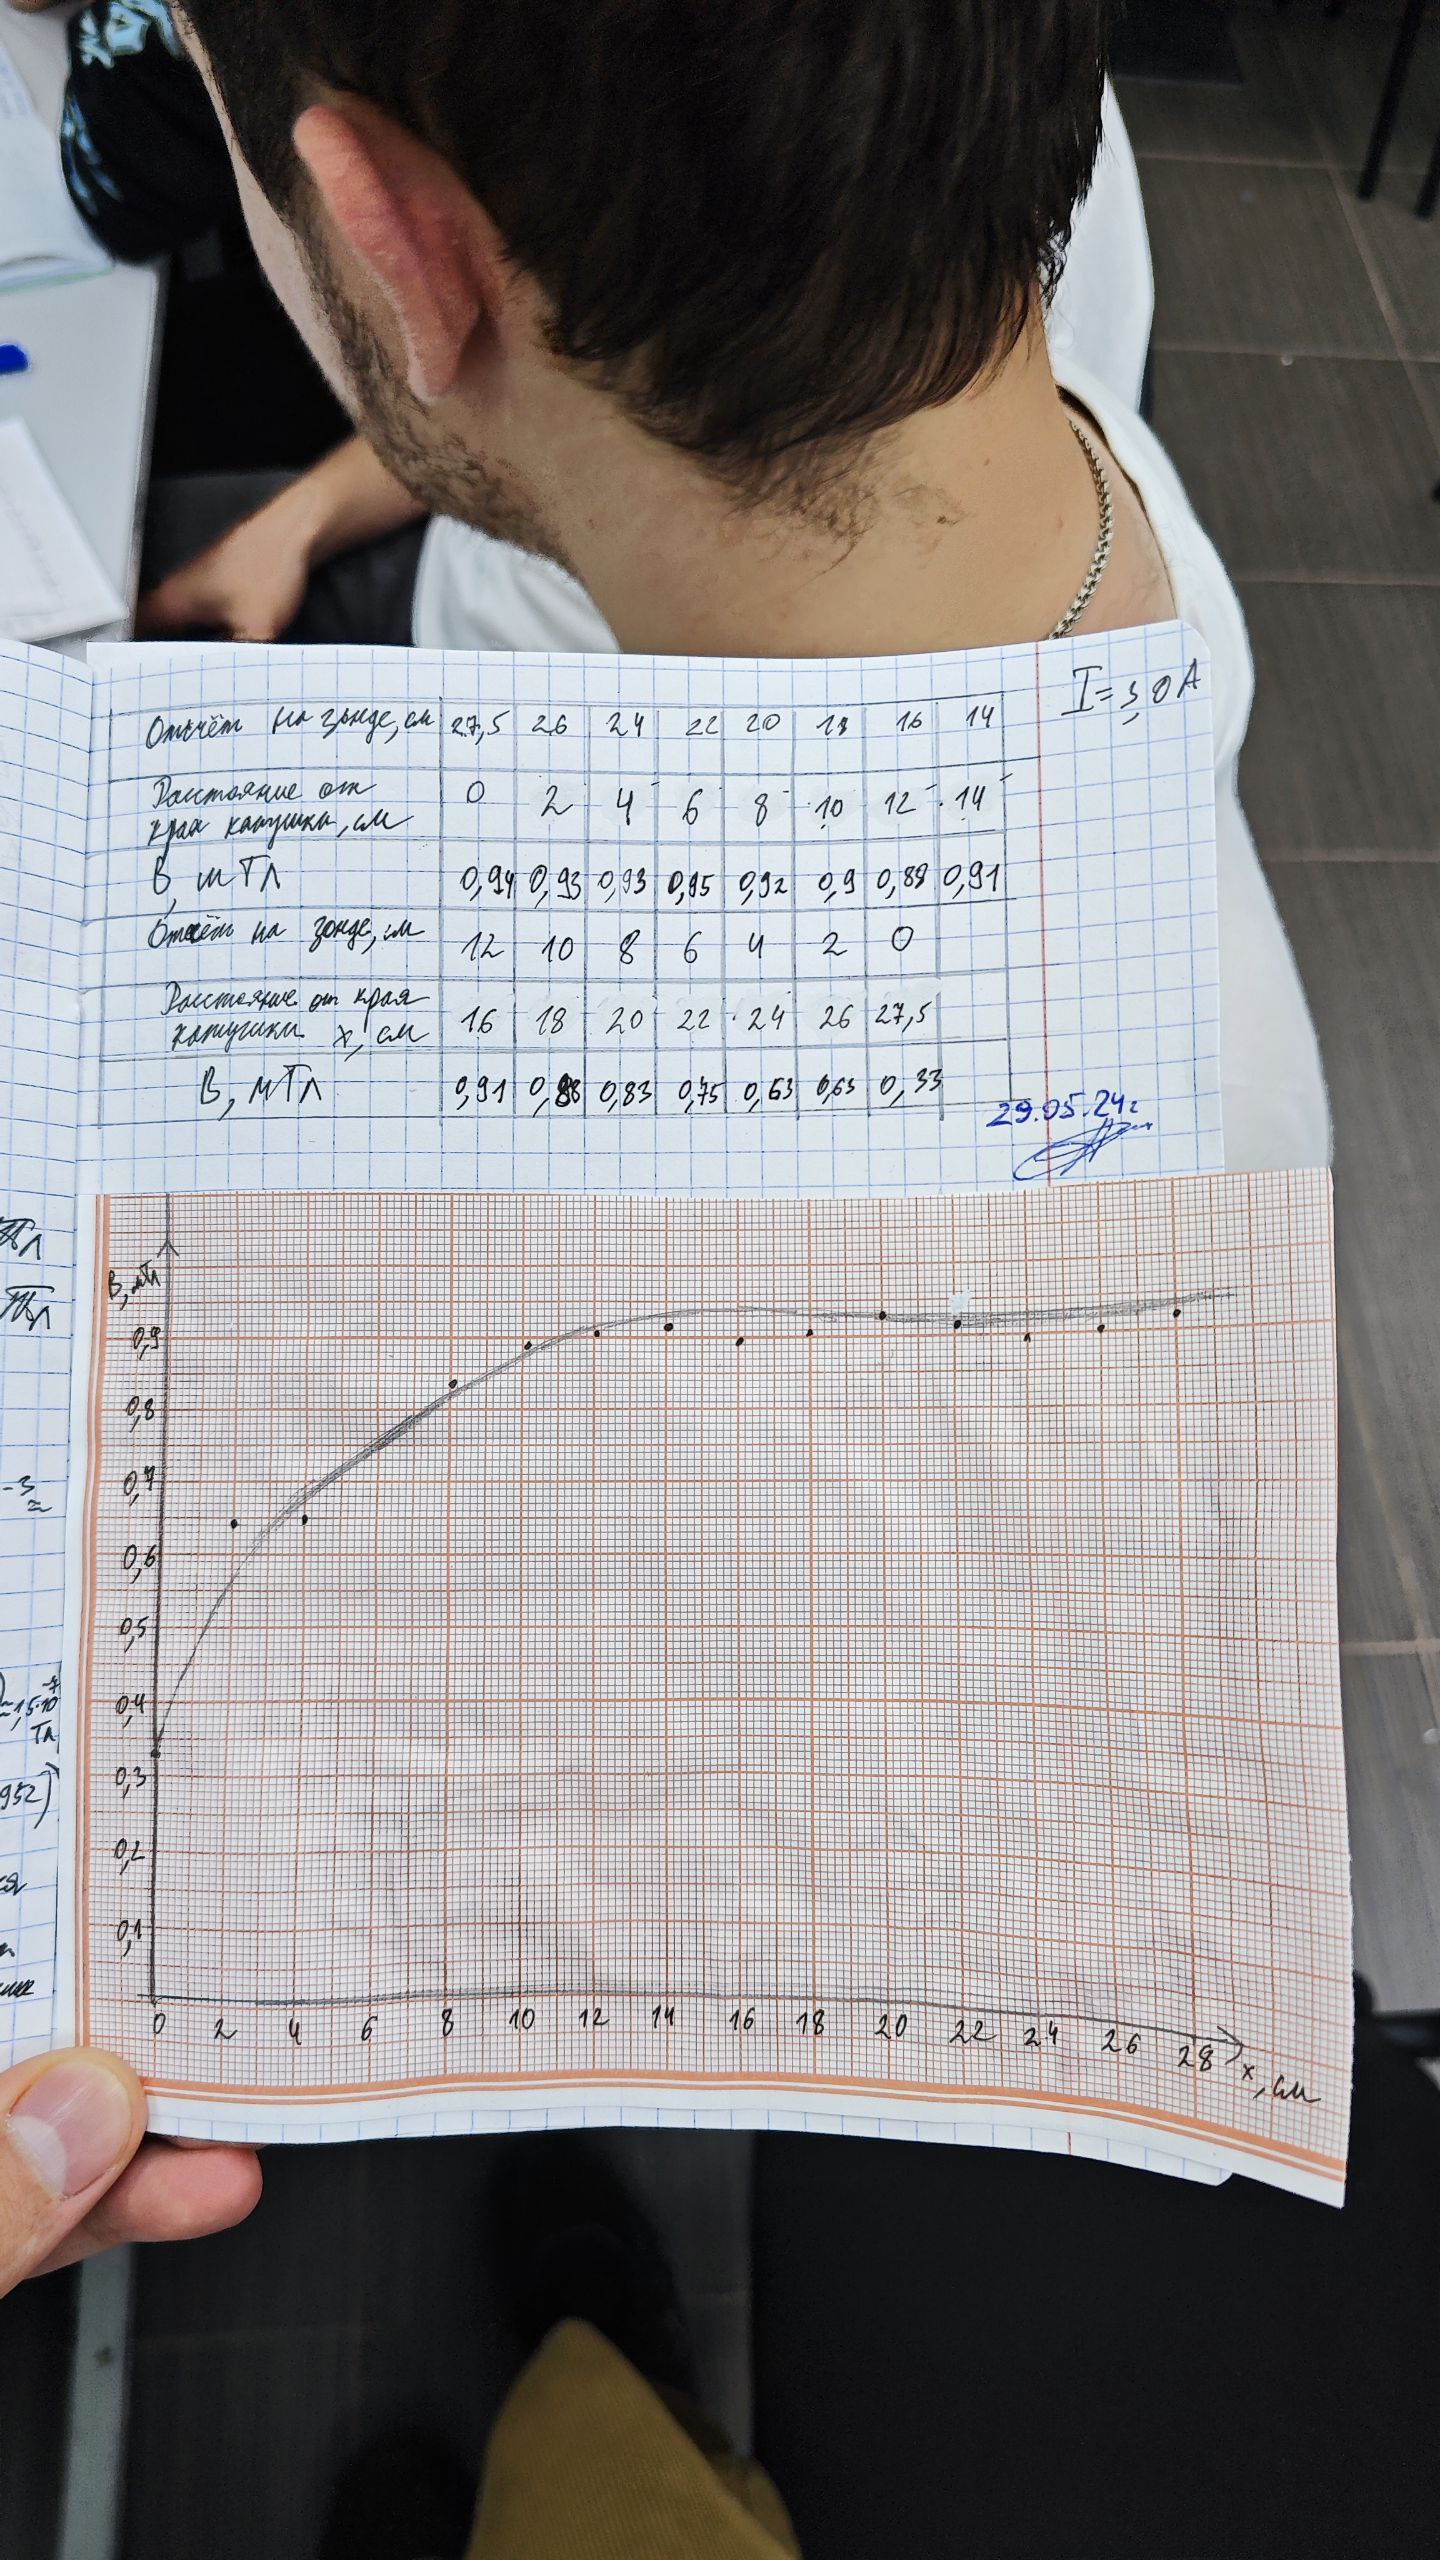 I=3,0 А
Отсчёт на зонде, см 27,5 26 24 22 20 18 16 14
Расстояние от
края катушки, см 0 2 4 6 8 10 12 14
B, мТл 0,94 0,93 0,93 0,95 0,92 0,9 0,89 0,91
Отсчёт на зонде, см 12 10 8 6 4 2 0
Расстояние от края
катушки x, см 16 18 20 22 24 26 27,5
B, мТл 0,91 0,88 0,83 0,75 0,63 0,63 0,33
29.05.24г
Тл
Тл
B, мТл
0,9
0,8
0,7
-3
≈
0,6
0,5
0,4
≈1,5·10⁻⁷
Тл
0,3
952)
0,2
0,1
0 2 4 6 8 10 12 14 16 18 20 22 24 26 28
x, см